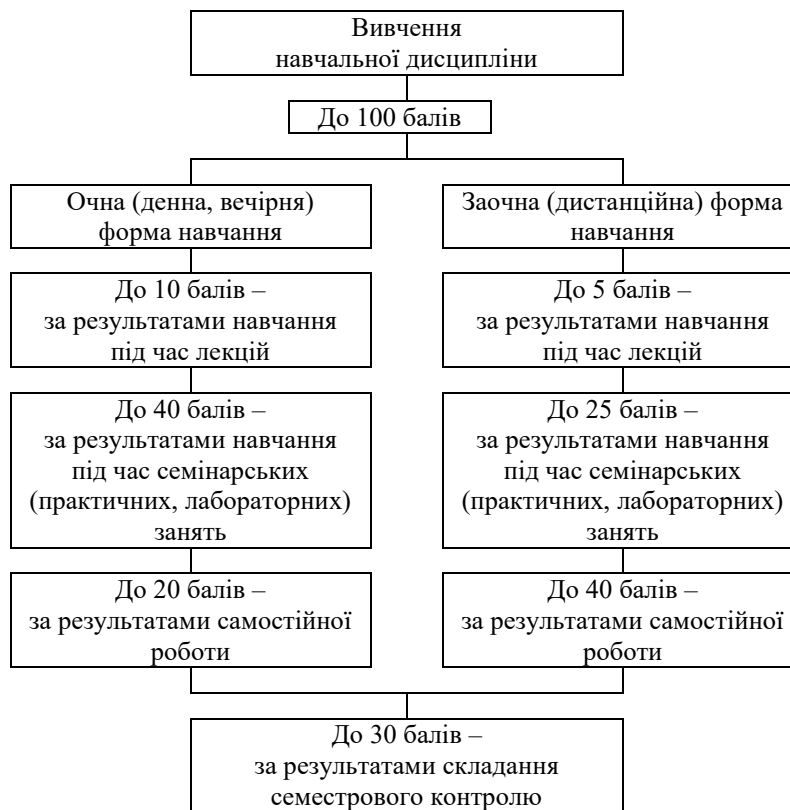 Вивчення
навчальної дисципліни
До 100 балів
Очна (денна, вечірня)
форма навчання
Заочна (дистанційна) форма
навчання
До 10 балів –
за результатами навчання
під час лекцій
До 5 балів –
за результатами навчання
під час лекцій
До 40 балів –
за результатами навчання
під час семінарських
(практичних, лабораторних)
занять
До 25 балів –
за результатами навчання
під час семінарських
(практичних, лабораторних)
занять
До 20 балів –
за результатами самостійної
роботи
До 40 балів –
за результатами самостійної
роботи
До 30 балів –
за результатами складання
семестрового контролю